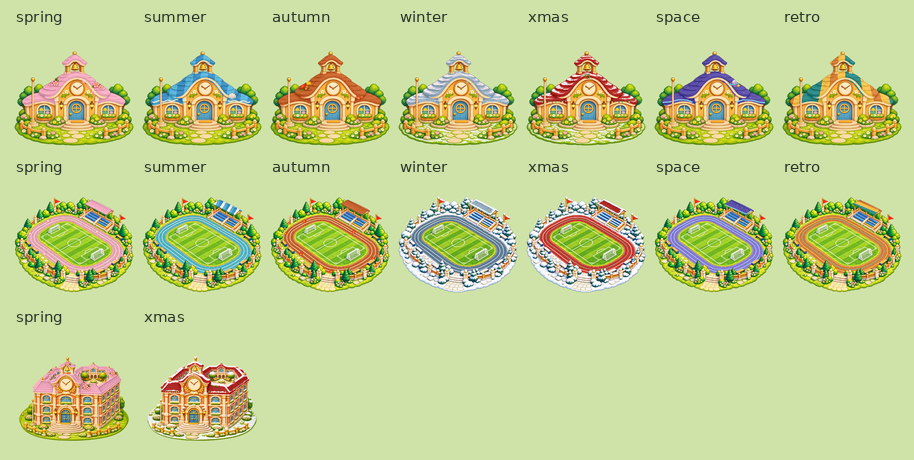 spring summer autumn winter xmas space retro
spring summer autumn winter xmas space retro
spring xmas